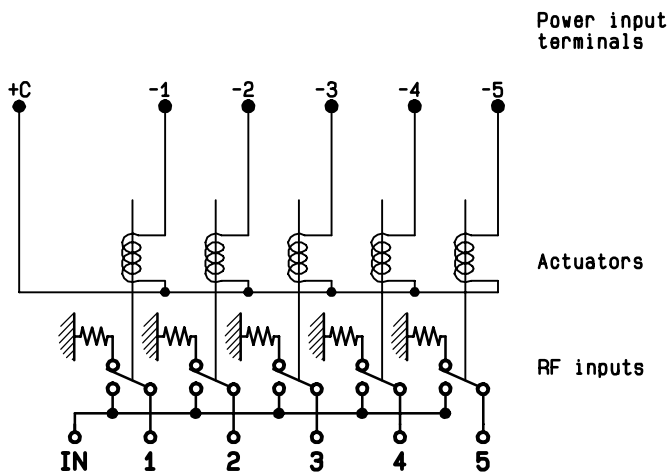 Power input
terminals
+C -1 -2 -3 -4 -5
Actuators
RF inputs
IN 1 2 3 4 5